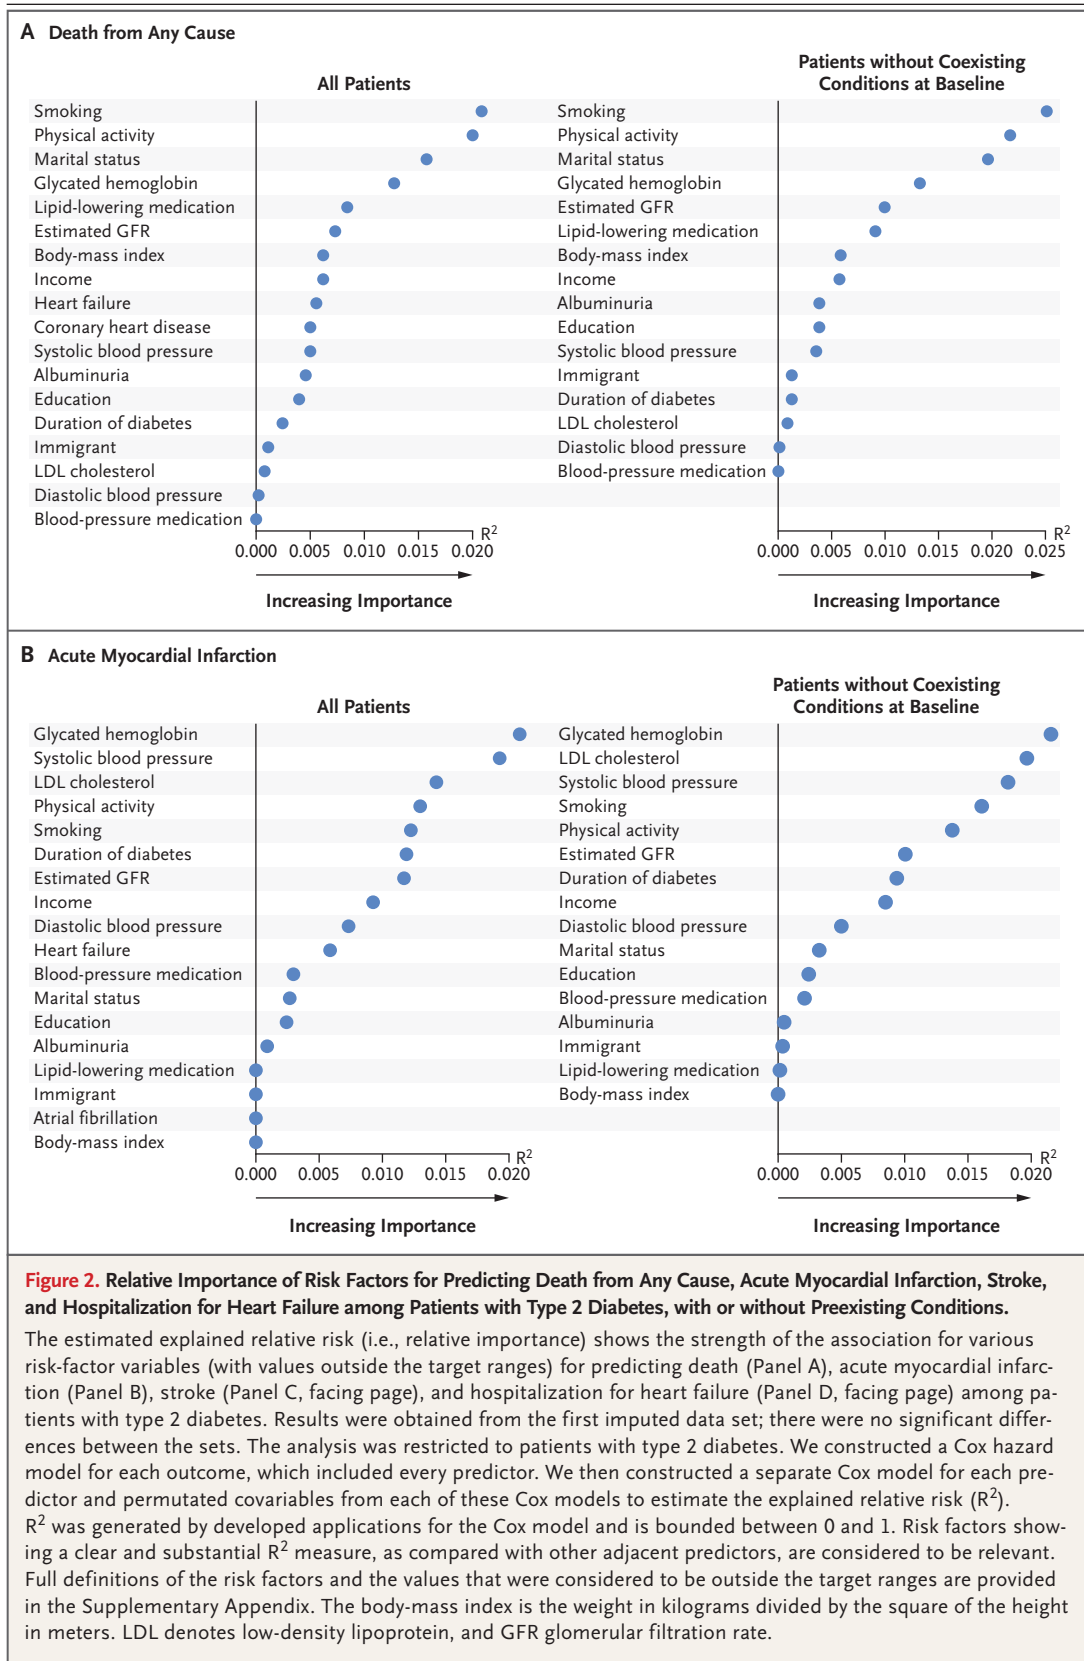 A Death from Any Cause
All Patients
Smoking
Physical activity
Marital status
Glycated hemoglobin
Lipid-lowering medication
Estimated GFR
Body-mass index
Income
Heart failure
Coronary heart disease
Systolic blood pressure
Albuminuria
Education
Duration of diabetes
Immigrant
LDL cholesterol
Diastolic blood pressure
Blood-pressure medication
R²
0.000 0.005 0.010 0.015 0.020
Increasing Importance
Patients without Coexisting
Conditions at Baseline
Smoking
Physical activity
Marital status
Glycated hemoglobin
Estimated GFR
Lipid-lowering medication
Body-mass index
Income
Albuminuria
Education
Systolic blood pressure
Immigrant
Duration of diabetes
LDL cholesterol
Diastolic blood pressure
Blood-pressure medication
R²
0.000 0.005 0.010 0.015 0.020 0.025
Increasing Importance
B Acute Myocardial Infarction
All Patients
Glycated hemoglobin
Systolic blood pressure
LDL cholesterol
Physical activity
Smoking
Duration of diabetes
Estimated GFR
Income
Diastolic blood pressure
Heart failure
Blood-pressure medication
Marital status
Education
Albuminuria
Lipid-lowering medication
Immigrant
Atrial fibrillation
Body-mass index
R²
0.000 0.005 0.010 0.015 0.020
Increasing Importance
Patients without Coexisting
Conditions at Baseline
Glycated hemoglobin
LDL cholesterol
Systolic blood pressure
Smoking
Physical activity
Estimated GFR
Duration of diabetes
Income
Diastolic blood pressure
Marital status
Education
Blood-pressure medication
Albuminuria
Immigrant
Lipid-lowering medication
Body-mass index
R²
0.000 0.005 0.010 0.015 0.020
Increasing Importance
Figure 2. Relative Importance of Risk Factors for Predicting Death from Any Cause, Acute Myocardial Infarction, Stroke,
and Hospitalization for Heart Failure among Patients with Type 2 Diabetes, with or without Preexisting Conditions.
The estimated explained relative risk (i.e., relative importance) shows the strength of the association for various
risk-factor variables (with values outside the target ranges) for predicting death (Panel A), acute myocardial infarc-
tion (Panel B), stroke (Panel C, facing page), and hospitalization for heart failure (Panel D, facing page) among pa-
tients with type 2 diabetes. Results were obtained from the first imputed data set; there were no significant differ-
ences between the sets. The analysis was restricted to patients with type 2 diabetes. We constructed a Cox hazard
model for each outcome, which included every predictor. We then constructed a separate Cox model for each pre-
dictor and permutated covariables from each of these Cox models to estimate the explained relative risk (R²).
R² was generated by developed applications for the Cox model and is bounded between 0 and 1. Risk factors show-
ing a clear and substantial R² measure, as compared with other adjacent predictors, are considered to be relevant.
Full definitions of the risk factors and the values that were considered to be outside the target ranges are provided
in the Supplementary Appendix. The body-mass index is the weight in kilograms divided by the square of the height
in meters. LDL denotes low-density lipoprotein, and GFR glomerular filtration rate.